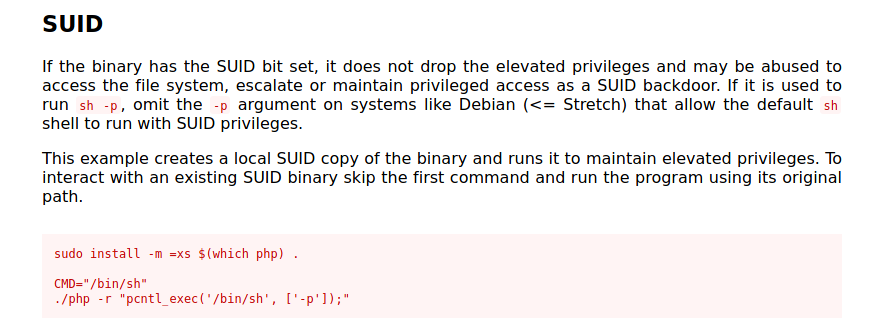 SUID
If the binary has the SUID bit set, it does not drop the elevated privileges and may be abused to
access the file system, escalate or maintain privileged access as a SUID backdoor. If it is used to
run sh -p, omit the -p argument on systems like Debian (<= Stretch) that allow the default sh
shell to run with SUID privileges.
This example creates a local SUID copy of the binary and runs it to maintain elevated privileges. To
interact with an existing SUID binary skip the first command and run the program using its original
path.
sudo install -m =xs $(which php) .
CMD="/bin/sh"
./php -r "pcntl_exec('/bin/sh', ['-p']);"